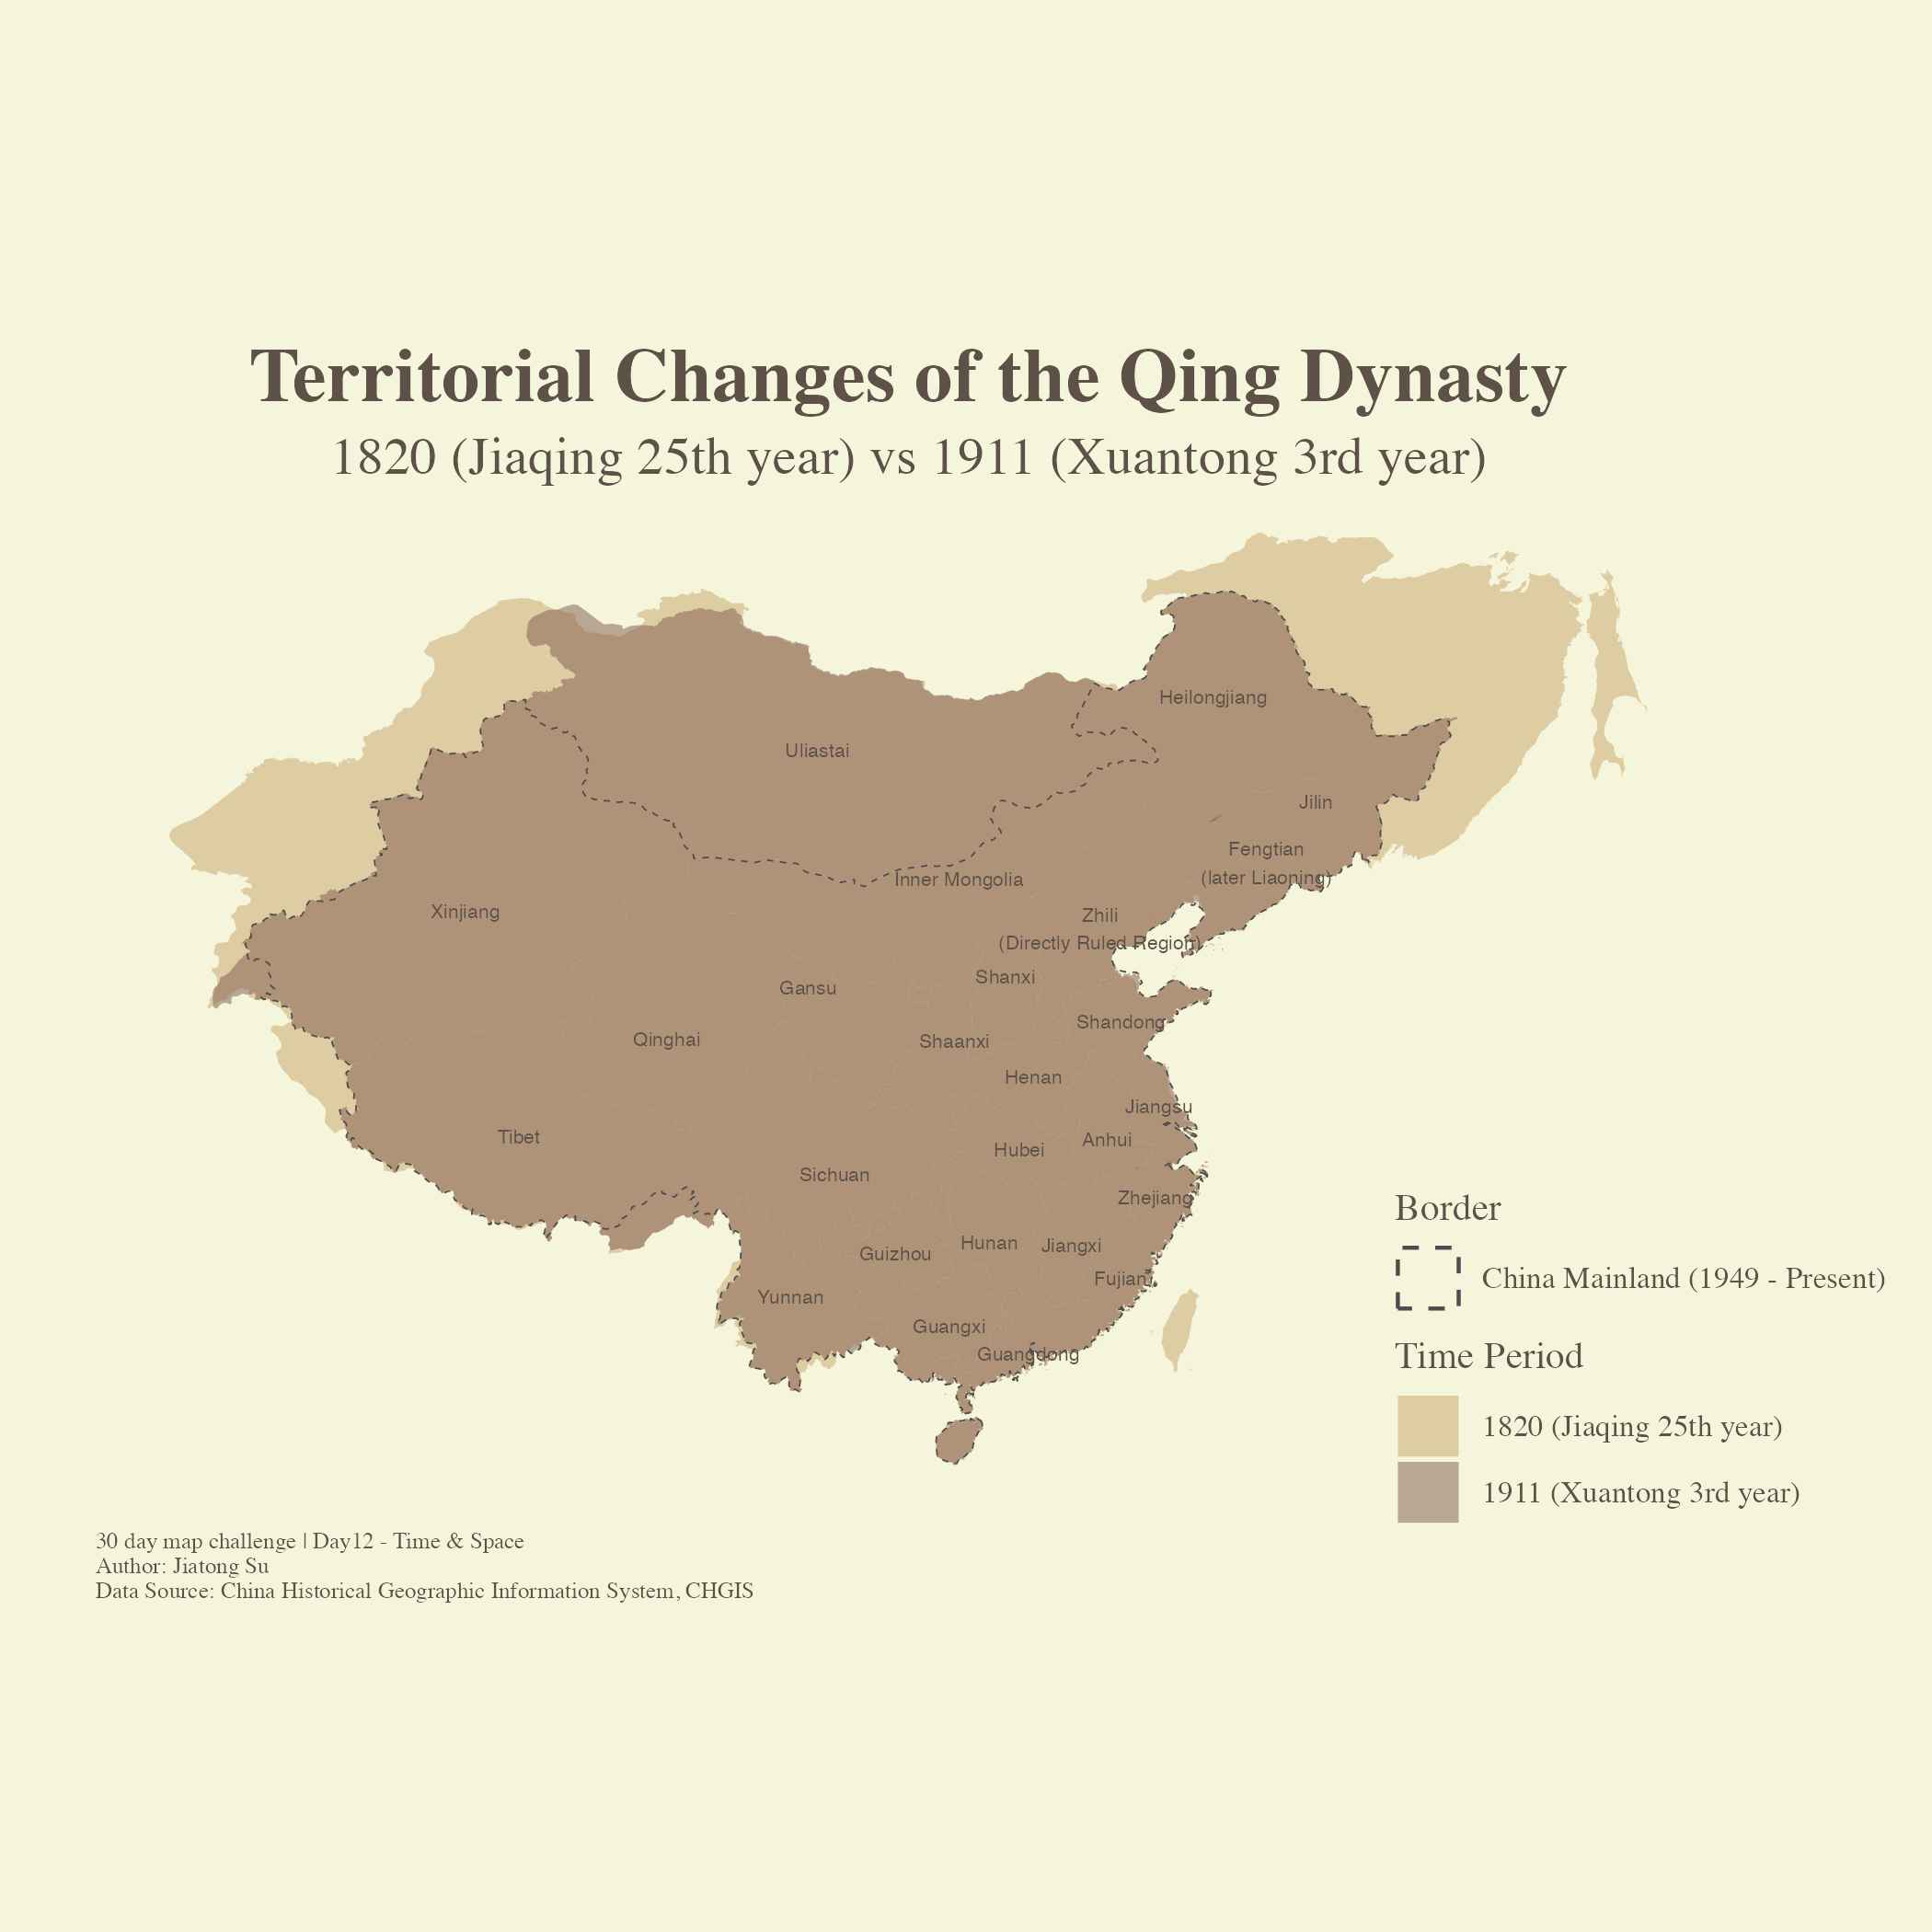 Territorial Changes of the Qing Dynasty
1820 (Jiaqing 25th year) vs 1911 (Xuantong 3rd year)
Heilongjiang
Uliastai
Jilin
Fengtian
(later Liaoning)
Inner Mongolia
Xinjiang
Zhili
(Directly Ruled Region)
Shanxi
Gansu
Shandong
Qinghai
Shaanxi
Henan
Jiangsu
Tibet
Anhui
Hubei
Sichuan
Zhejiang
Hunan
Jiangxi
Guizhou
Fujian
Yunnan
Guangxi
Guangdong
Border
China Mainland (1949 - Present)
Time Period
1820 (Jiaqing 25th year)
1911 (Xuantong 3rd year)
30 day map challenge | Day12 - Time & Space
Author: Jiatong Su
Data Source: China Historical Geographic Information System, CHGIS